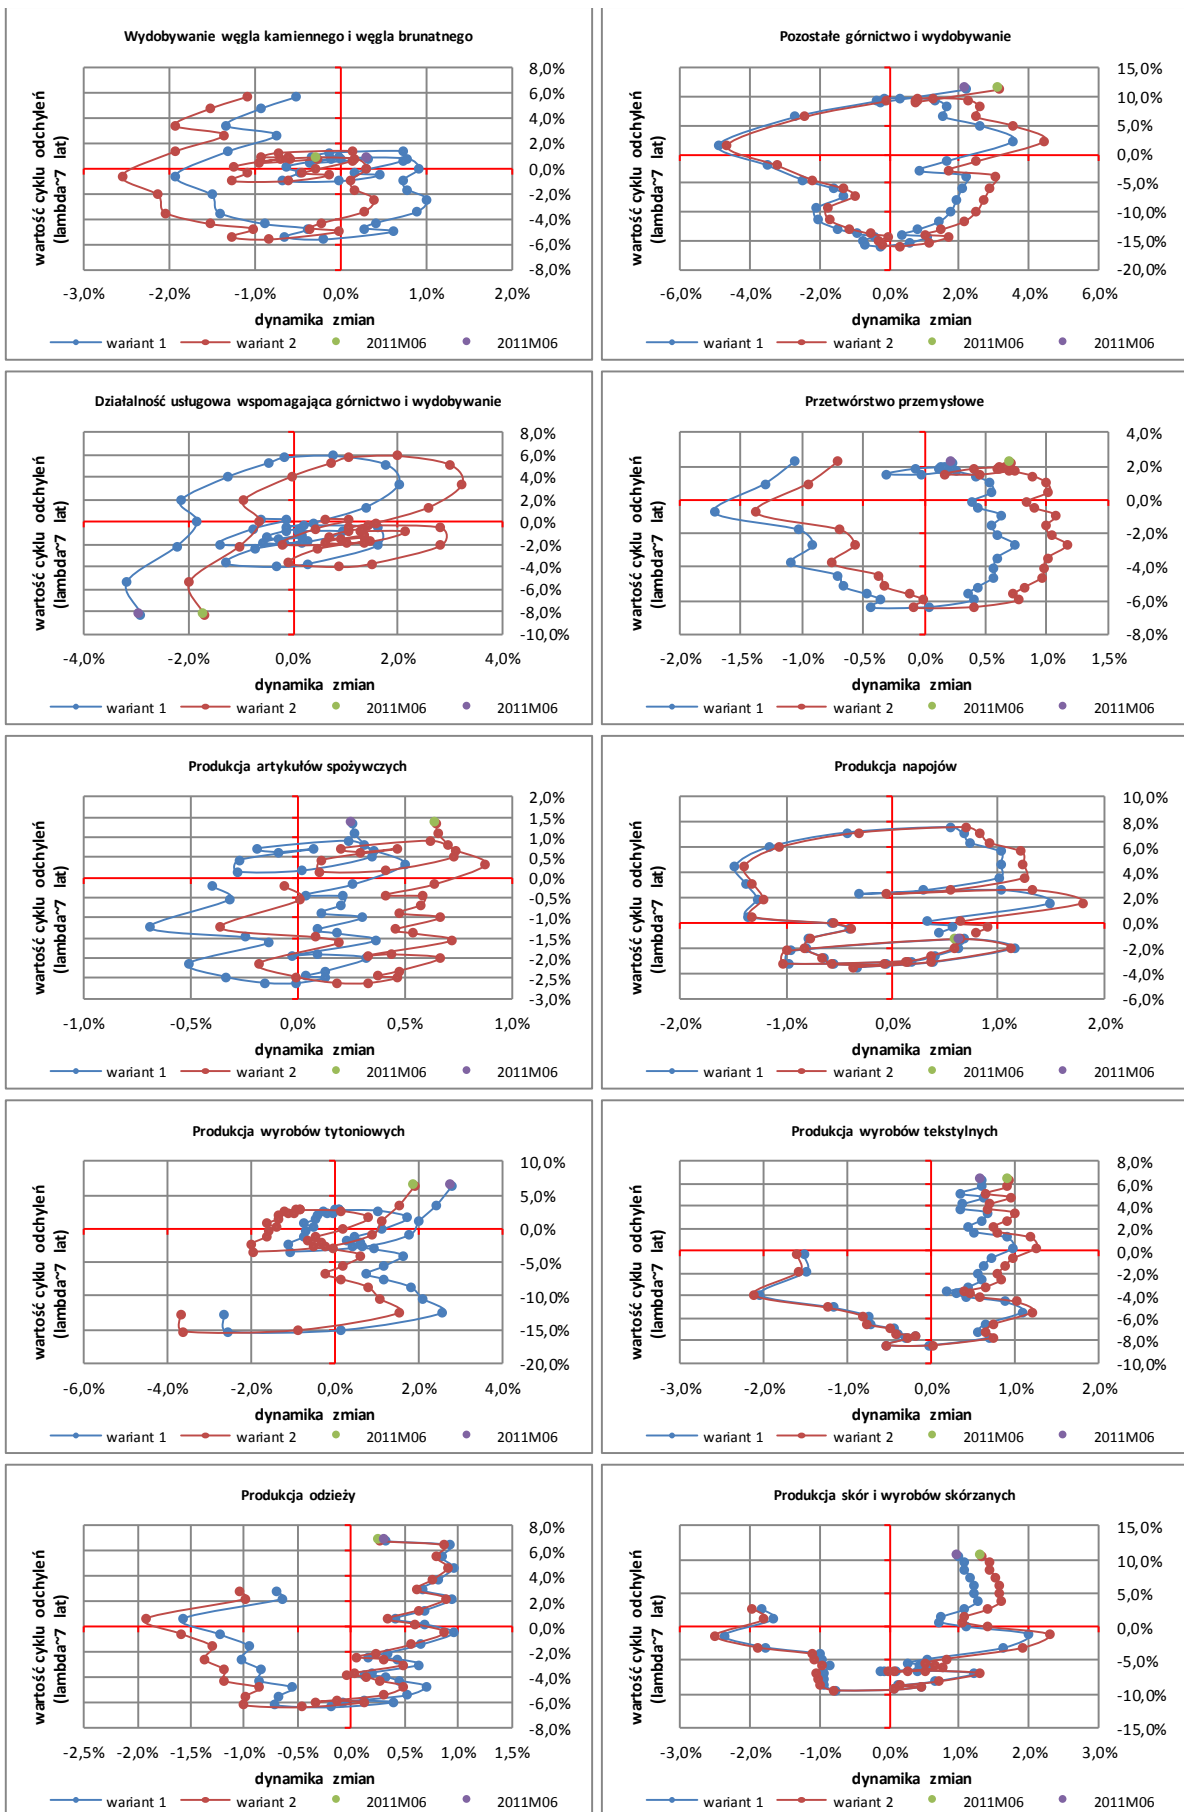 Wydobywanie węgla kamiennego i węgla brunatnego
wartość cyklu odchyleń
(lambda~7 lat)
8,0%
6,0%
4,0%
2,0%
0,0%
-2,0%
-4,0%
-6,0%
-8,0%
-3,0% -2,0% -1,0% 0,0% 1,0% 2,0%
dynamika zmian
wariant 1 wariant 2 2011M06 2011M06
Pozostałe górnictwo i wydobywanie
wartość cyklu odchyleń
(lambda~7 lat)
15,0%
10,0%
5,0%
0,0%
-5,0%
-10,0%
-15,0%
-20,0%
-6,0% -4,0% -2,0% 0,0% 2,0% 4,0% 6,0%
dynamika zmian
wariant 1 wariant 2 2011M06 2011M06
Działalność usługowa wspomagająca górnictwo i wydobywanie
wartość cyklu odchyleń
(lambda~7 lat)
8,0%
6,0%
4,0%
2,0%
0,0%
-2,0%
-4,0%
-6,0%
-8,0%
-10,0%
-4,0% -2,0% 0,0% 2,0% 4,0%
dynamika zmian
wariant 1 wariant 2 2011M06 2011M06
Przetwórstwo przemysłowe
wartość cyklu odchyleń
(lambda~7 lat)
4,0%
2,0%
0,0%
-2,0%
-4,0%
-6,0%
-8,0%
-2,0% -1,5% -1,0% -0,5% 0,0% 0,5% 1,0% 1,5%
dynamika zmian
wariant 1 wariant 2 2011M06 2011M06
Produkcja artykułów spożywczych
wartość cyklu odchyleń
(lambda~7 lat)
2,0%
1,5%
1,0%
0,5%
0,0%
-0,5%
-1,0%
-1,5%
-2,0%
-2,5%
-3,0%
-1,0% -0,5% 0,0% 0,5% 1,0%
dynamika zmian
wariant 1 wariant 2 2011M06 2011M06
Produkcja napojów
wartość cyklu odchyleń
(lambda~7 lat)
10,0%
8,0%
6,0%
4,0%
2,0%
0,0%
-2,0%
-4,0%
-6,0%
-2,0% -1,0% 0,0% 1,0% 2,0%
dynamika zmian
wariant 1 wariant 2 2011M06 2011M06
Produkcja wyrobów tytoniowych
wartość cyklu odchyleń
(lambda~7 lat)
10,0%
5,0%
0,0%
-5,0%
-10,0%
-15,0%
-20,0%
-6,0% -4,0% -2,0% 0,0% 2,0% 4,0%
dynamika zmian
wariant 1 wariant 2 2011M06 2011M06
Produkcja wyrobów tekstylnych
wartość cyklu odchyleń
(lambda~7 lat)
8,0%
6,0%
4,0%
2,0%
0,0%
-2,0%
-4,0%
-6,0%
-8,0%
-10,0%
-3,0% -2,0% -1,0% 0,0% 1,0% 2,0%
dynamika zmian
wariant 1 wariant 2 2011M06 2011M06
Produkcja odzieży
wartość cyklu odchyleń
(lambda~7 lat)
8,0%
6,0%
4,0%
2,0%
0,0%
-2,0%
-4,0%
-6,0%
-8,0%
-2,5% -2,0% -1,5% -1,0% -0,5% 0,0% 0,5% 1,0% 1,5%
dynamika zmian
wariant 1 wariant 2 2011M06 2011M06
Produkcja skór i wyrobów skórzanych
wartość cyklu odchyleń
(lambda~7 lat)
15,0%
10,0%
5,0%
0,0%
-5,0%
-10,0%
-15,0%
-3,0% -2,0% -1,0% 0,0% 1,0% 2,0% 3,0%
dynamika zmian
wariant 1 wariant 2 2011M06 2011M06